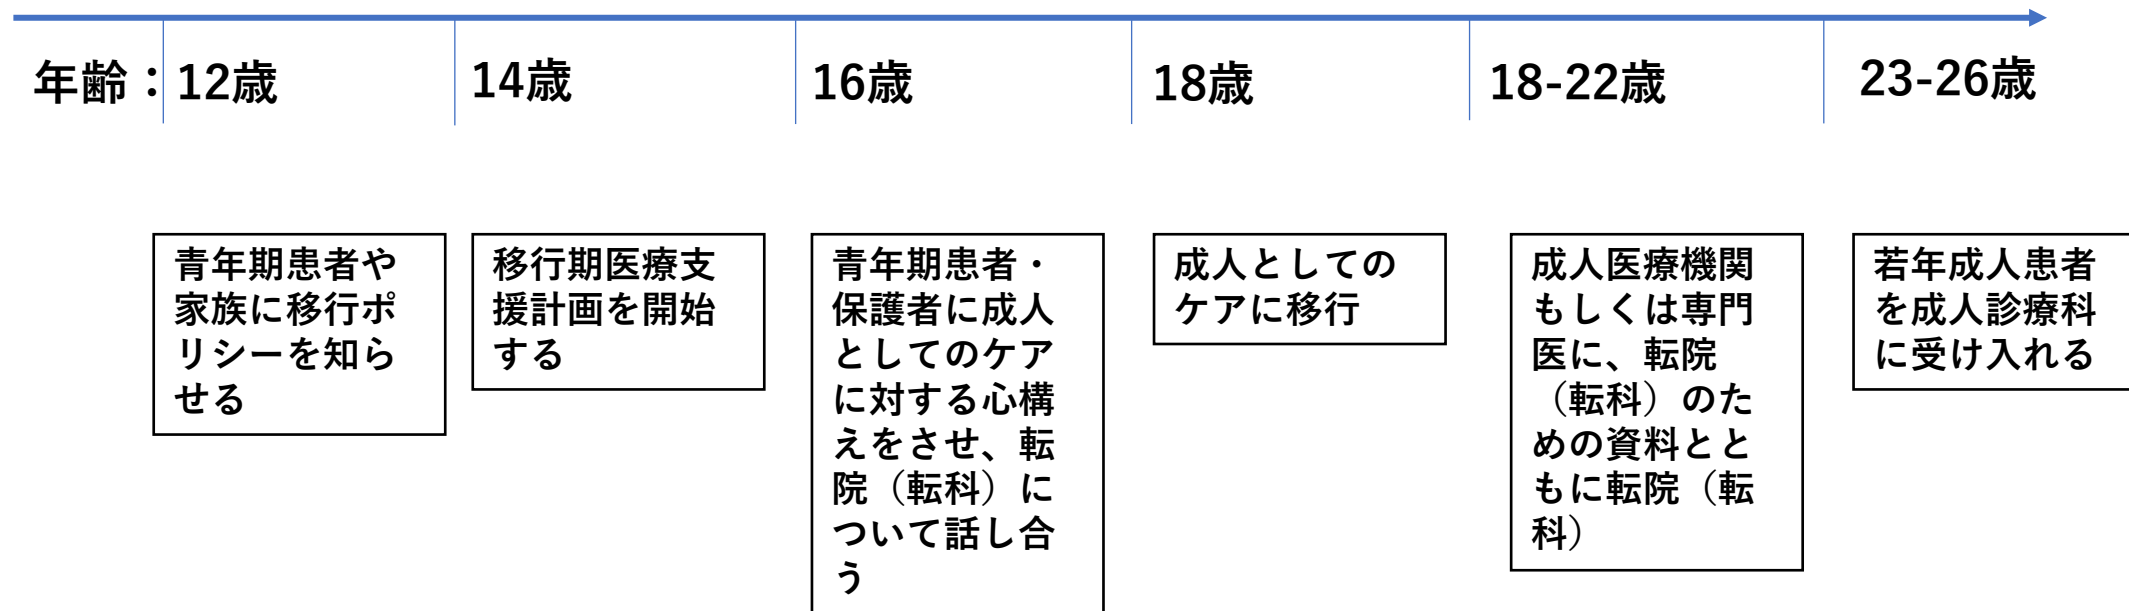 年齢：12歳 14歳 16歳 18歳 18-22歳 23-26歳
青年期患者や
家族に移行ポ
リシーを知ら
せる
移行期医療支
援計画を開始
する
青年期患者・
保護者に成人
としてのケア
に対する心構
えをさせ、転
院（転科）に
ついて話し合
う
成人としての
ケアに移行
成人医療機関
もしくは専門
医に、転院
（転科）のた
めの資料とと
もに転院（転
科）
若年成人患者
を成人診療科
に受け入れる